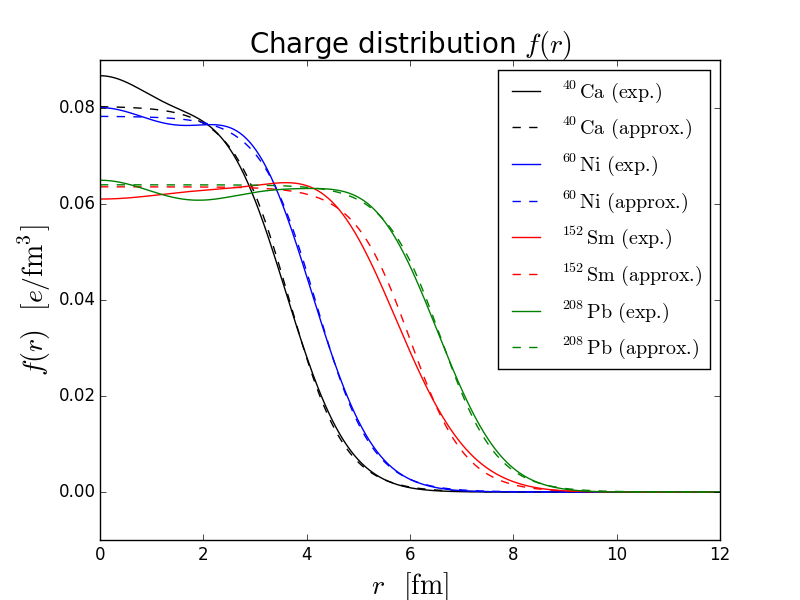 Charge distribution f(r)
⁴⁰Ca (exp.)
⁴⁰Ca (approx.)
⁶⁰Ni (exp.)
⁶⁰Ni (approx.)
¹⁵²Sm (exp.)
¹⁵²Sm (approx.)
²⁰⁸Pb (exp.)
²⁰⁸Pb (approx.)
f(r) [e/fm³]
0.08
0.06
0.04
0.02
0.00
0 2 4 6 8 10 12
r [fm]